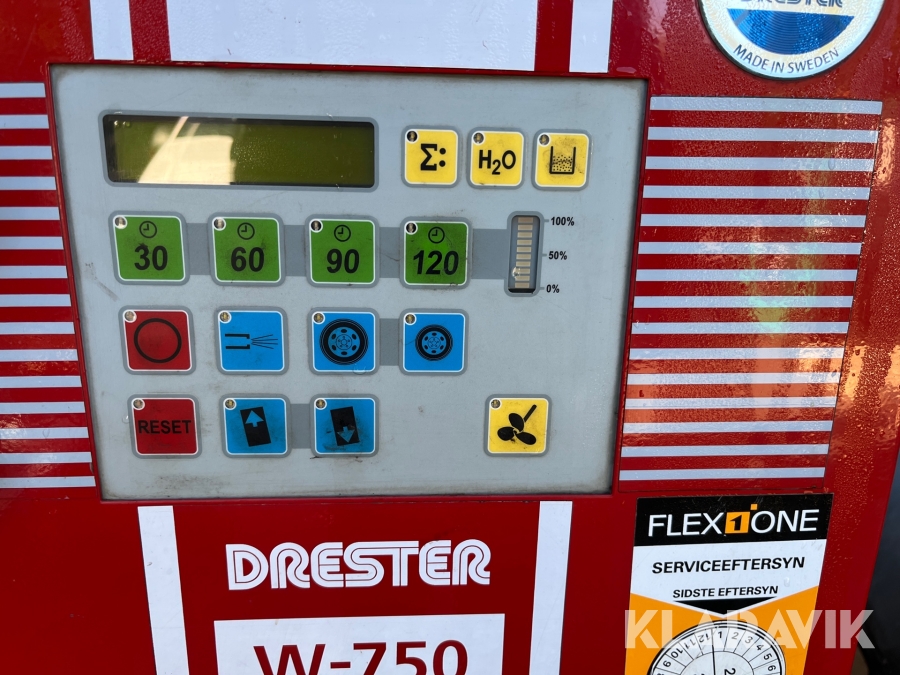 DRESTER
MADE IN SWEDEN
Σ:
H₂O
30
60
90
120
100%
50%
0%
RESET
DRESTER
W-750
FLEX1ONE
SERVICEEFTERSYN
SIDSTE EFTERSYN
KLARAVIK